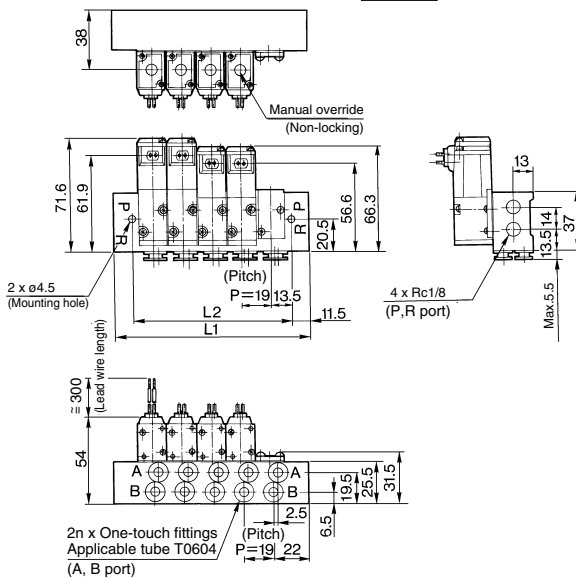 38
Manual override
(Non-locking)
71.6
61.9
P
R
P
R
20.5
56.6
66.3
2 x ø4.5
(Mounting hole)
(Pitch)
P=19
13.5
L2
11.5
L1
13
14
13.5
37
4 x Rc1/8
(P,R port)
Max.5.5
≈ 300
(Lead wire length)
54
A
A
B
B
19.5
25.5
31.5
2.5
6.5
2n x One-touch fittings
Applicable tube T0604
(A, B port)
(Pitch)
P=19
22